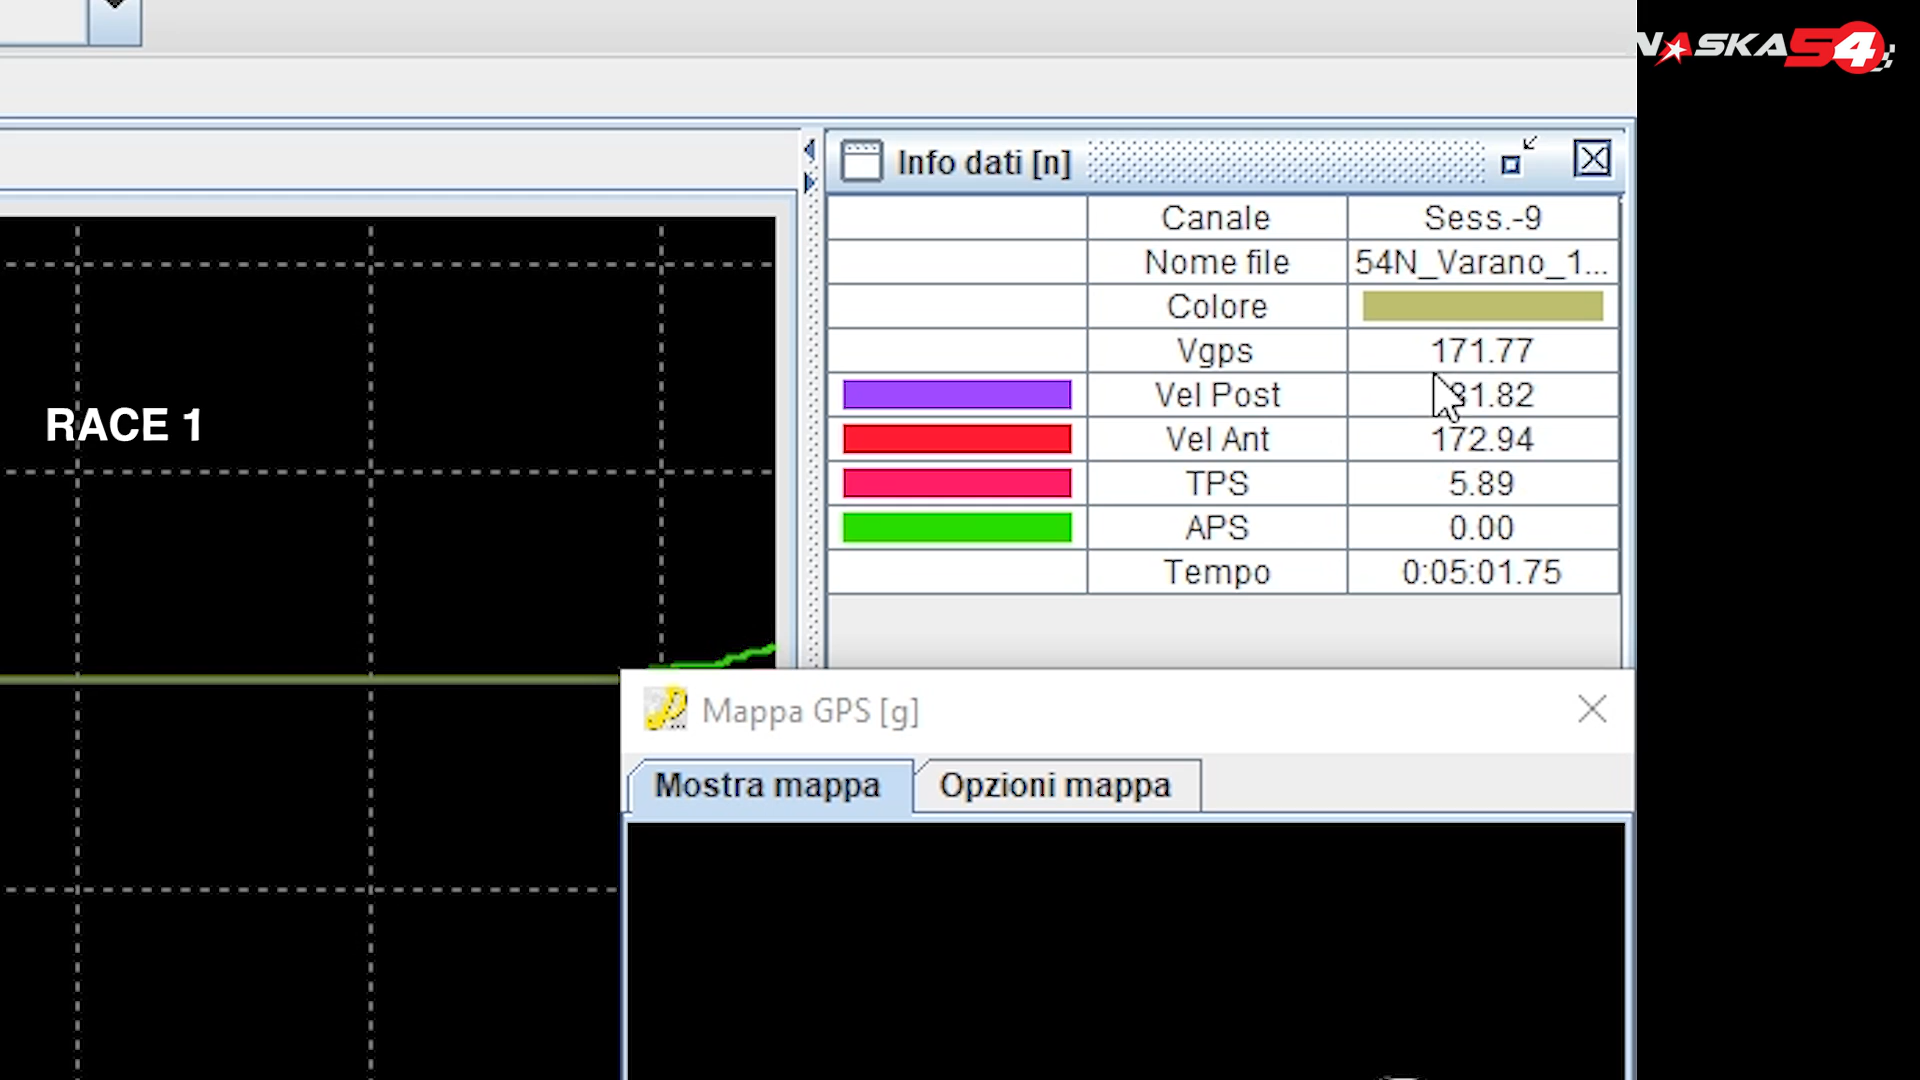 NASKA54
Info dati [n]
Canale Sess.-9
Nome file 54N_Varano_1...
Colore
Vgps 171.77
Vel Post 31.82
Vel Ant 172.94
TPS 5.89
APS 0.00
Tempo 0:05:01.75
RACE 1
Mappa GPS [g]
Mostra mappa Opzioni mappa